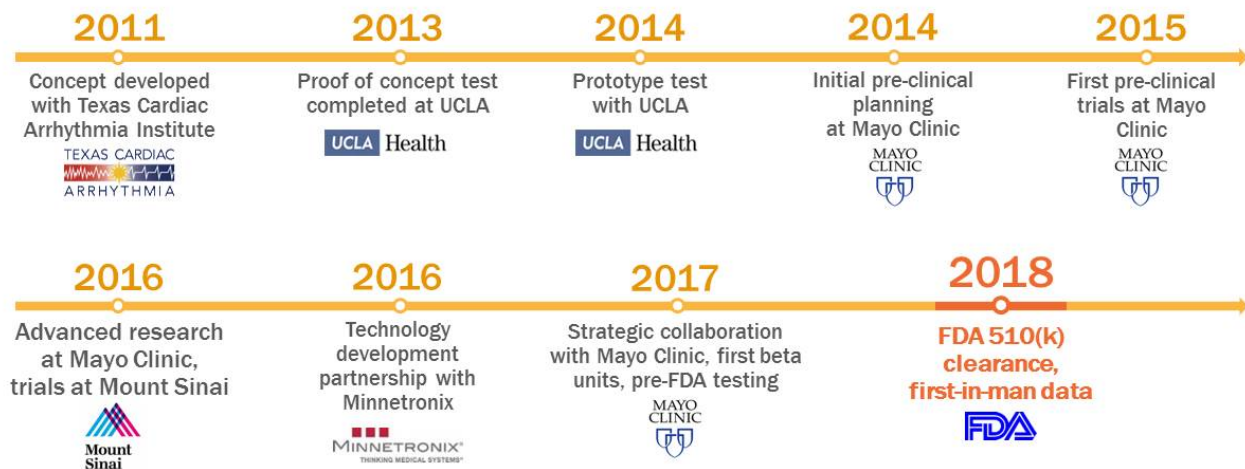 2011
Concept developed
with Texas Cardiac
Arrhythmia Institute
TEXAS CARDIAC
ARRHYTHMIA
2013
Proof of concept test
completed at UCLA
UCLA Health
2014
Prototype test
with UCLA
UCLA Health
2014
Initial pre-clinical
planning
at Mayo Clinic
MAYO
CLINIC
2015
First pre-clinical
trials at Mayo
Clinic
MAYO
CLINIC
2016
Advanced research
at Mayo Clinic,
trials at Mount Sinai
Mount
Sinai
2016
Technology
development
partnership with
Minnetronix
MINNETRONIX®
THINKING MEDICAL SYSTEMS®
2017
Strategic collaboration
with Mayo Clinic, first beta
units, pre-FDA testing
MAYO
CLINIC
2018
FDA 510(k)
clearance,
first-in-man data
FDA